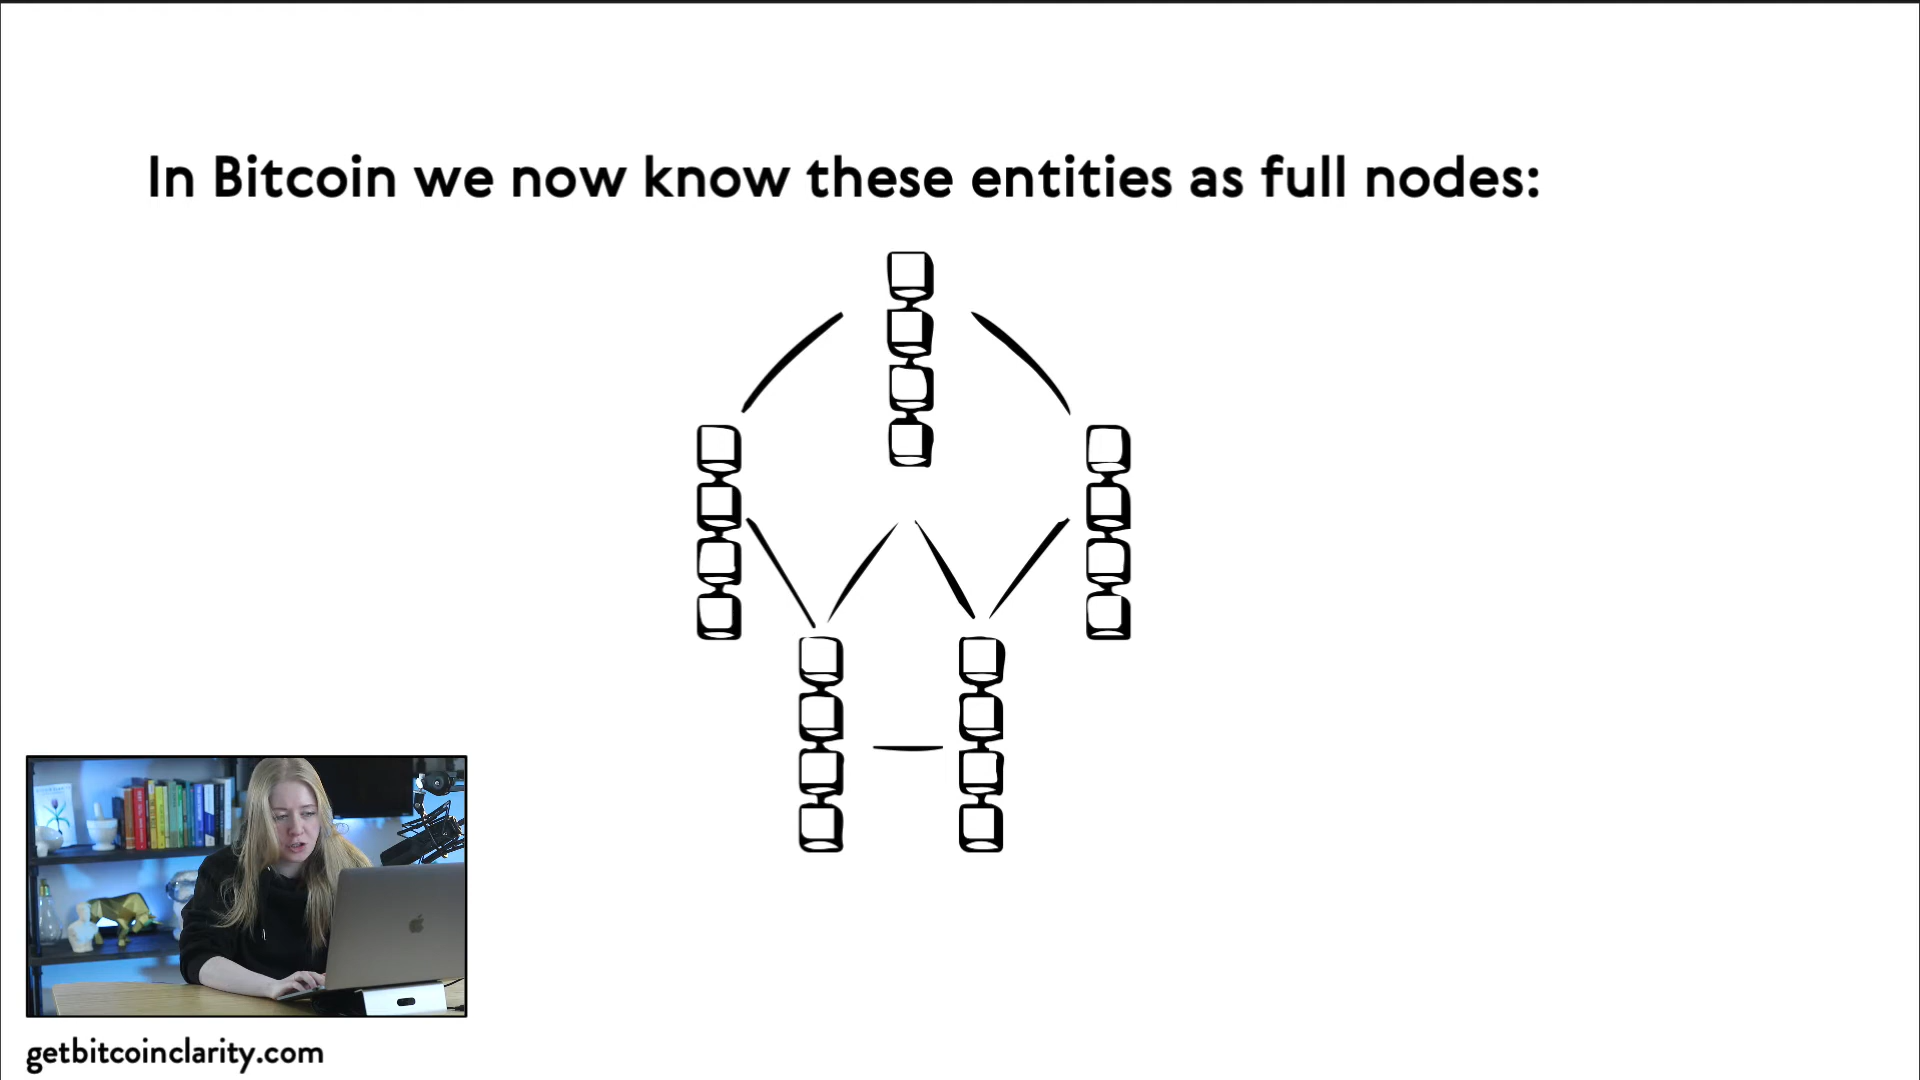 In Bitcoin we now know these entities as full nodes:
getbitcoinclarity.com